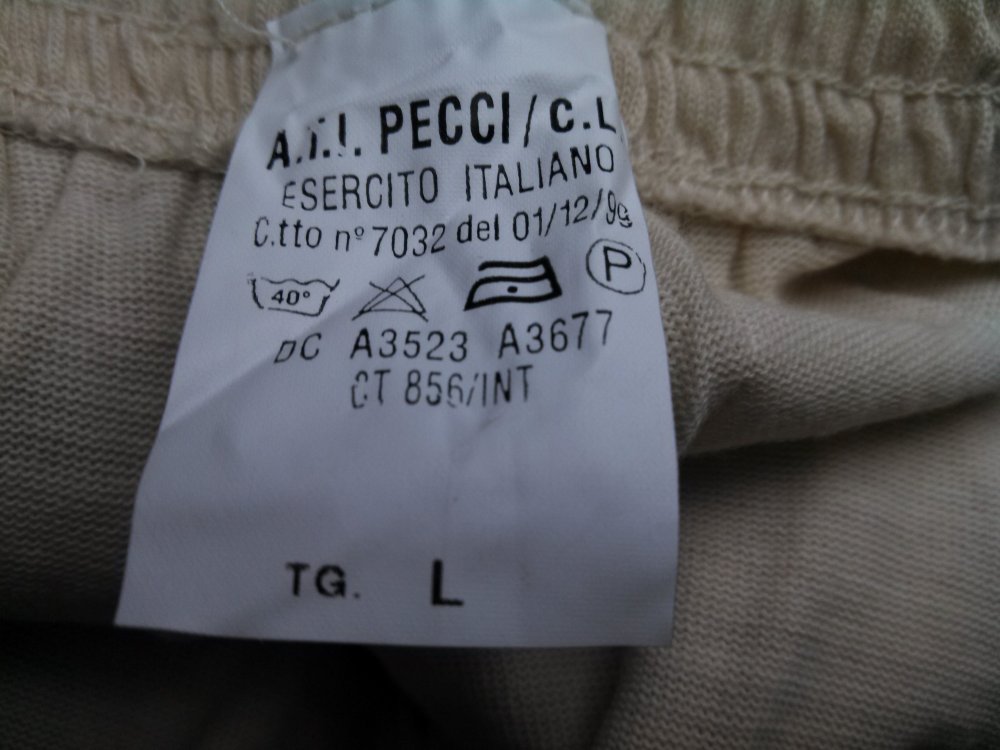 A.T.I. PECCI/C.L
ESERCITO ITALIANO
C.tto n° 7032 del 01/12/99
40° P
DC A3523 A3677
CT 856/INT
TG. L